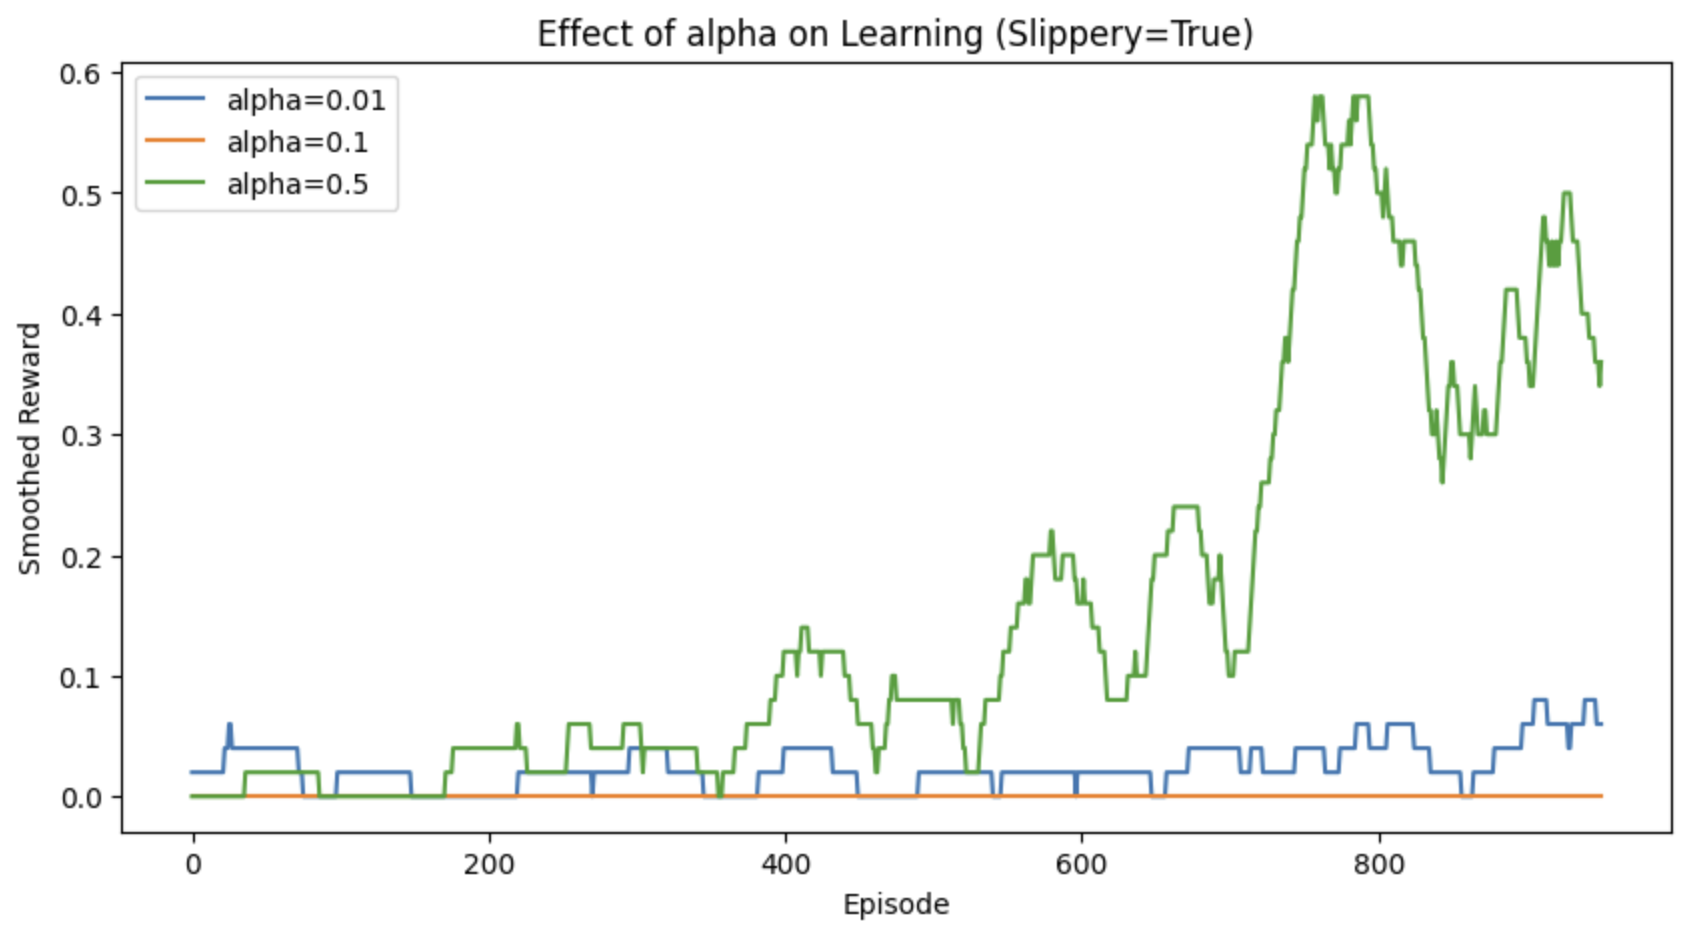 Effect of alpha on Learning (Slippery=True)
alpha=0.01
alpha=0.1
alpha=0.5
Smoothed Reward
0.6
0.5
0.4
0.3
0.2
0.1
0.0
0 200 400 600 800
Episode